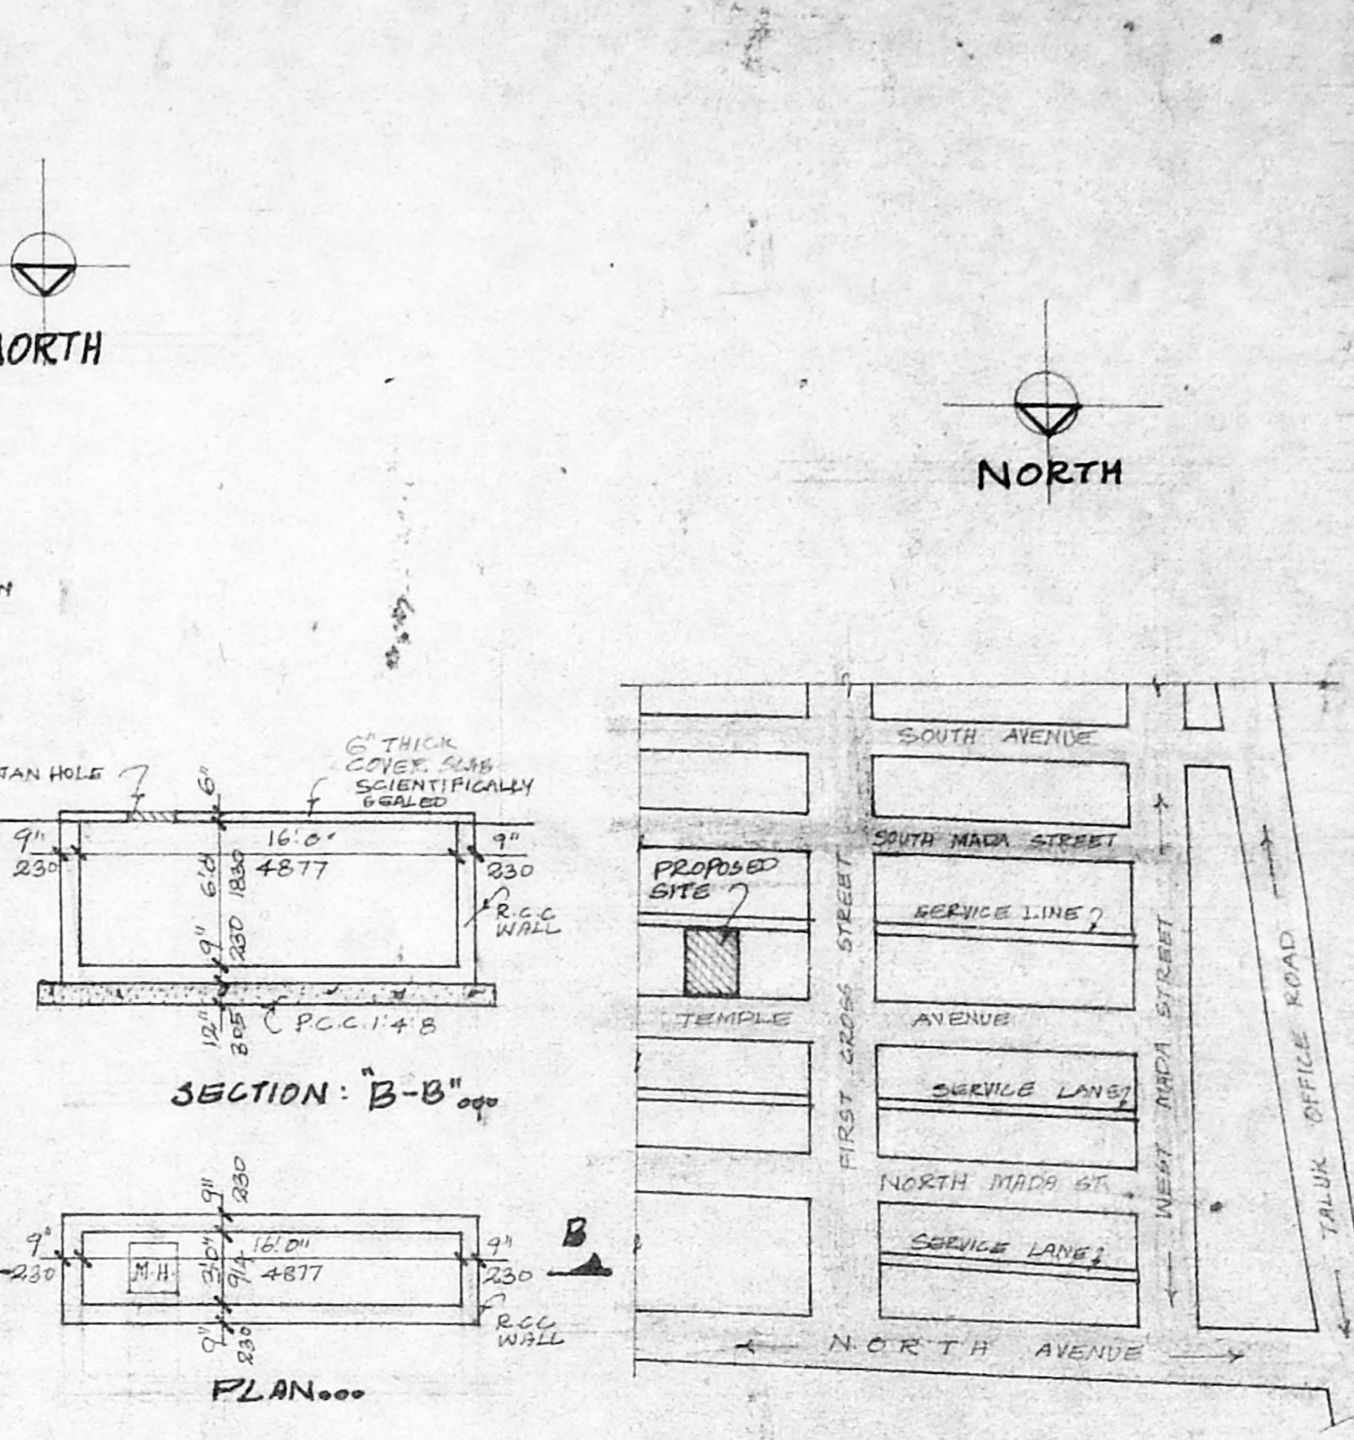 NORTH
NORTH
6" THICK
COVER SLAB
SCIENTIFICALLY
SEALED
HOLE
6"
9"
230
16'.0"
4877
9"
230
6'.0"
1830
R.C.C
WALL
9"
230
12"
305
P.C.C. 1:4:8
SECTION: "B-B"...
9"
230
9"
230
M.H.
3'.0"
914
16'.0"
4877
9"
230
B
R.C.C
WALL
9"
230
PLAN...
SOUTH AVENUE
SOUTH MADA STREET
PROPOSED
SITE
SERVICE LINE
TEMPLE AVENUE
FIRST CROSS STREET
SERVICE LANE
NORTH MADA ST.
WEST MADA STREET
TALUK OFFICE ROAD
SERVICE LANE
NORTH AVENUE